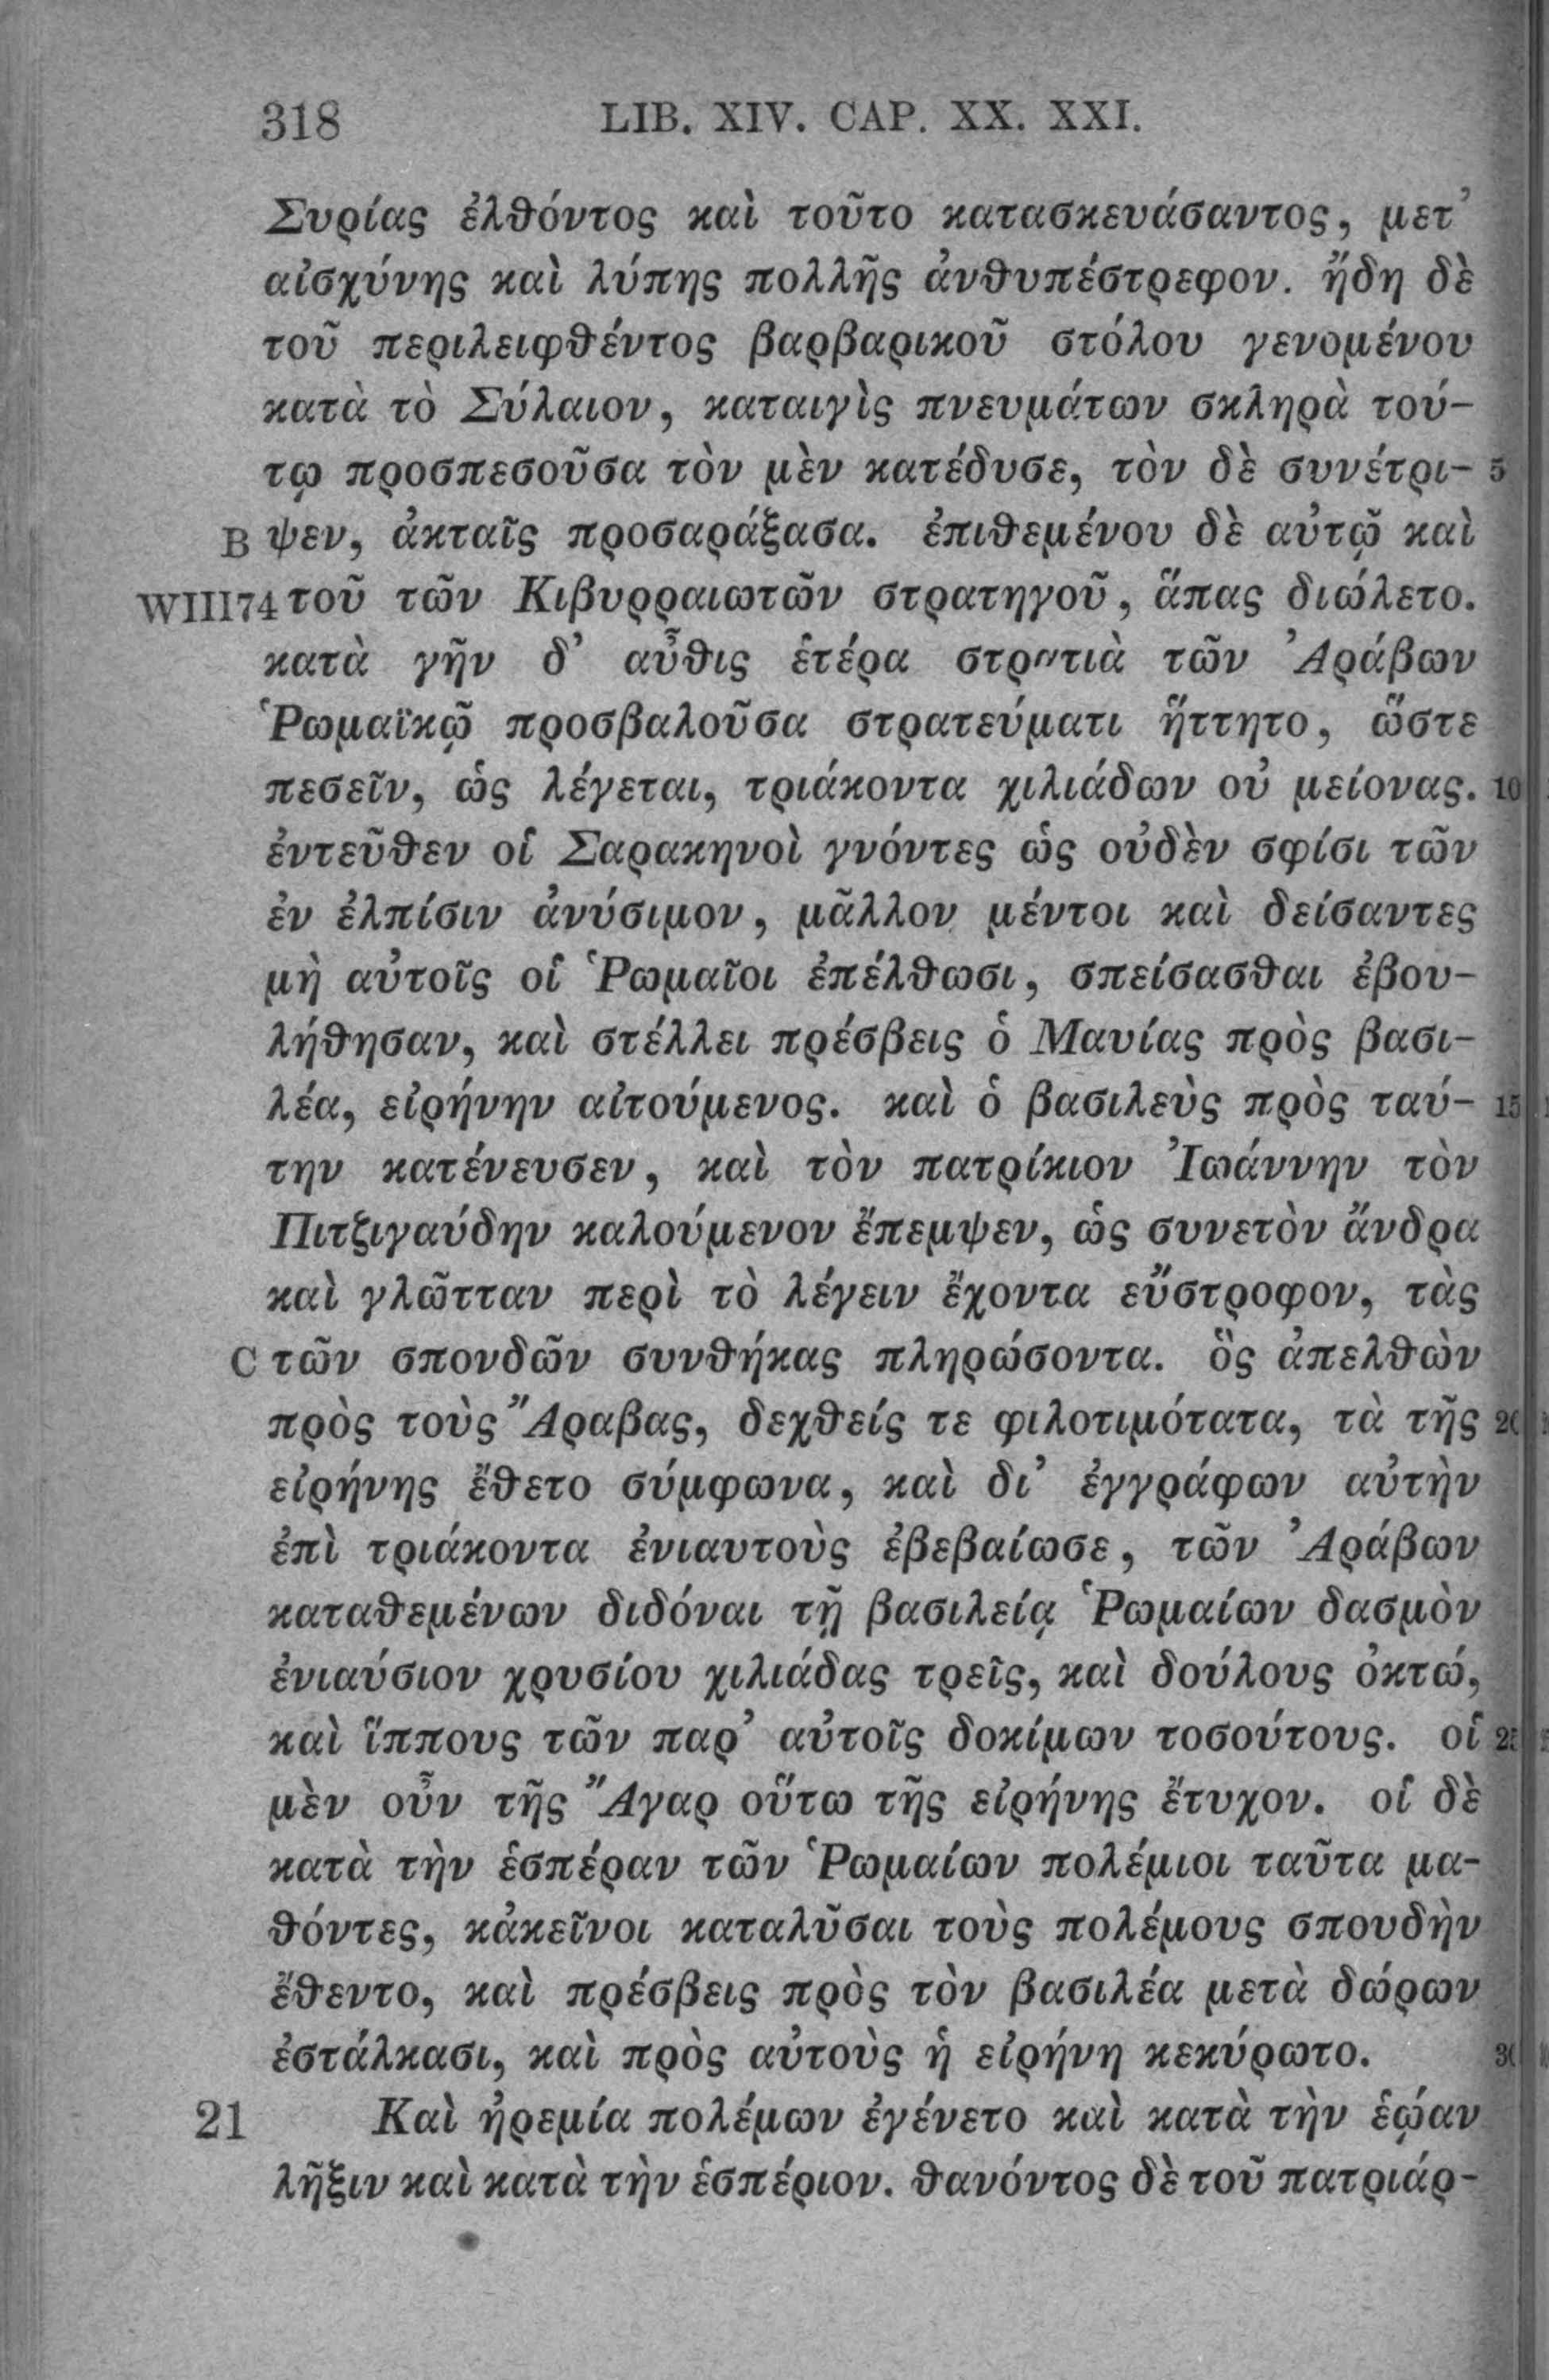 318 LIB. XIV. CAP. XX. XXI.
Συρίας ἐλθόντος καὶ τοῦτο κατασκευάσαντος, μετ᾽
αἰσχύνης καὶ λύπης πολλῆς ἀνθυπέστρεφον. ἤδη δὲ
τοῦ περιλειφθέντος βαρβαρικοῦ στόλου γενομένου
κατὰ τὸ Σύλαιον, καταιγὶς πνευμάτων σκληρὰ τού-
τῳ προσπεσοῦσα τὸν μὲν κατέδυσε, τὸν δὲ συνέτρι- 5
B ψεν, ἀκταῖς προσαράξασα. ἐπιθεμένου δὲ αὐτῷ καὶ
WIII74 τοῦ τῶν Κιβυρραιωτῶν στρατηγοῦ, ἅπας διώλετο.
κατὰ γῆν δ᾽ αὖθις ἑτέρα στρατιὰ τῶν Ἀράβων
Ῥωμαϊκῷ προσβαλοῦσα στρατεύματι ἥττητο, ὥστε
πεσεῖν, ὡς λέγεται, τριάκοντα χιλιάδων οὐ μείονας. 10
ἐντεῦθεν οἱ Σαρακηνοὶ γνόντες ὡς οὐδὲν σφίσι τῶν
ἐν ἐλπίσιν ἀνύσιμον, μᾶλλον μέντοι καὶ δείσαντες
μὴ αὐτοῖς οἱ Ῥωμαῖοι ἐπέλθωσι, σπείσασθαι ἐβου-
λήθησαν, καὶ στέλλει πρέσβεις ὁ Μαυίας πρὸς βασι-
λέα, εἰρήνην αἰτούμενος. καὶ ὁ βασιλεὺς πρὸς ταύ- 15
την κατένευσεν, καὶ τὸν πατρίκιον Ἰωάννην τὸν
Πιτζιγαύδην καλούμενον ἔπεμψεν, ὡς συνετὸν ἄνδρα
καὶ γλῶτταν περὶ τὸ λέγειν ἔχοντα εὔστροφον, τὰς
C τῶν σπονδῶν συνθήκας πληρώσοντα. ὃς ἀπελθὼν
πρὸς τοὺς Ἄραβας, δεχθείς τε φιλοτιμότατα, τὰ τῆς 20
εἰρήνης ἔθετο σύμφωνα, καὶ δι᾽ ἐγγράφων αὐτὴν
ἐπὶ τριάκοντα ἐνιαυτοὺς ἐβεβαίωσε, τῶν Ἀράβων
καταθεμένων διδόναι τῇ βασιλείᾳ Ῥωμαίων δασμὸν
ἐνιαύσιον χρυσίου χιλιάδας τρεῖς, καὶ δούλους ὀκτώ,
καὶ ἵππους τῶν παρ᾽ αὐτοῖς δοκίμων τοσούτους. οἱ 25
μὲν οὖν τῆς Ἄγαρ οὕτω τῆς εἰρήνης ἔτυχον. οἱ δὲ
κατὰ τὴν ἑσπέραν τῶν Ῥωμαίων πολέμιοι ταῦτα μα-
θόντες, κἀκεῖνοι καταλῦσαι τοὺς πολέμους σπουδὴν
ἔθεντο, καὶ πρέσβεις πρὸς τὸν βασιλέα μετὰ δώρων
ἐστάλκασι, καὶ πρὸς αὐτοὺς ἡ εἰρήνη κεκύρωτο. 30
21 Καὶ ἠρεμία πολέμων ἐγένετο καὶ κατὰ τὴν ἑῴαν
λῆξιν καὶ κατὰ τὴν ἑσπέριον. θανόντος δὲ τοῦ πατριάρ-